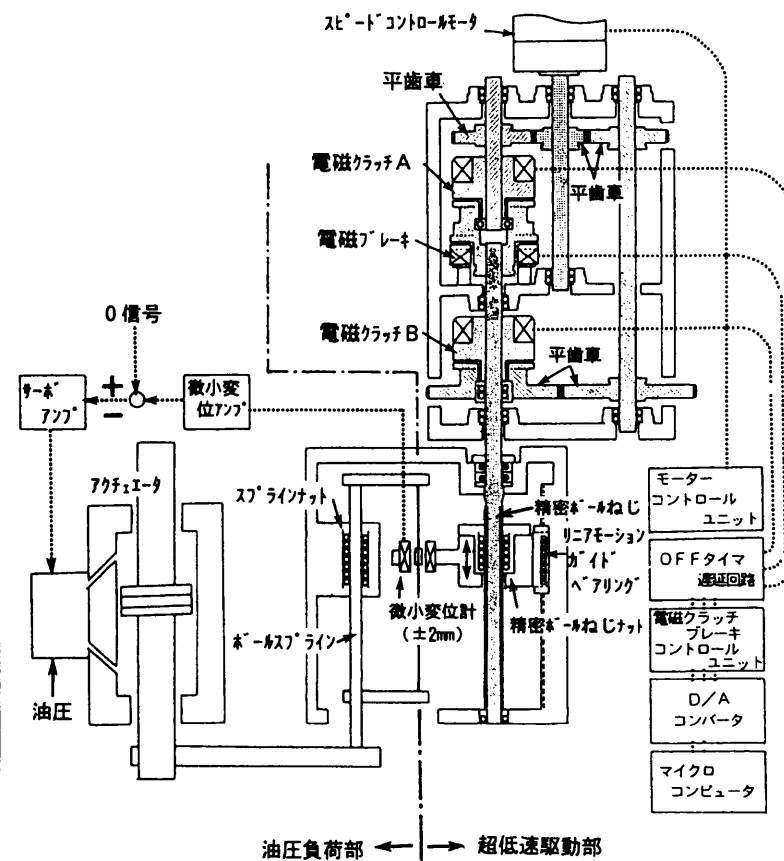 スピードコントロールモータ
平歯車
電磁クラッチA
平歯車
電磁ブレーキ
0信号
電磁クラッチB
平歯車
サーボ
アンプ
+
−
微小変
位アンプ
アクチェエータ
スプラインナット
精密ボールねじ
リニアモーション
ガイド
ベアリング
微小変位計
(±2mm)
精密ボールねじナット
ボールスプライン
油圧
モーター
コントロール
ユニット
OFFタイマ
遅延回路
電磁クラッチ
ブレーキ
コントロール
ユニット
D/A
コンバータ
マイクロ
コンピュータ
油圧負荷部
超低速駆動部